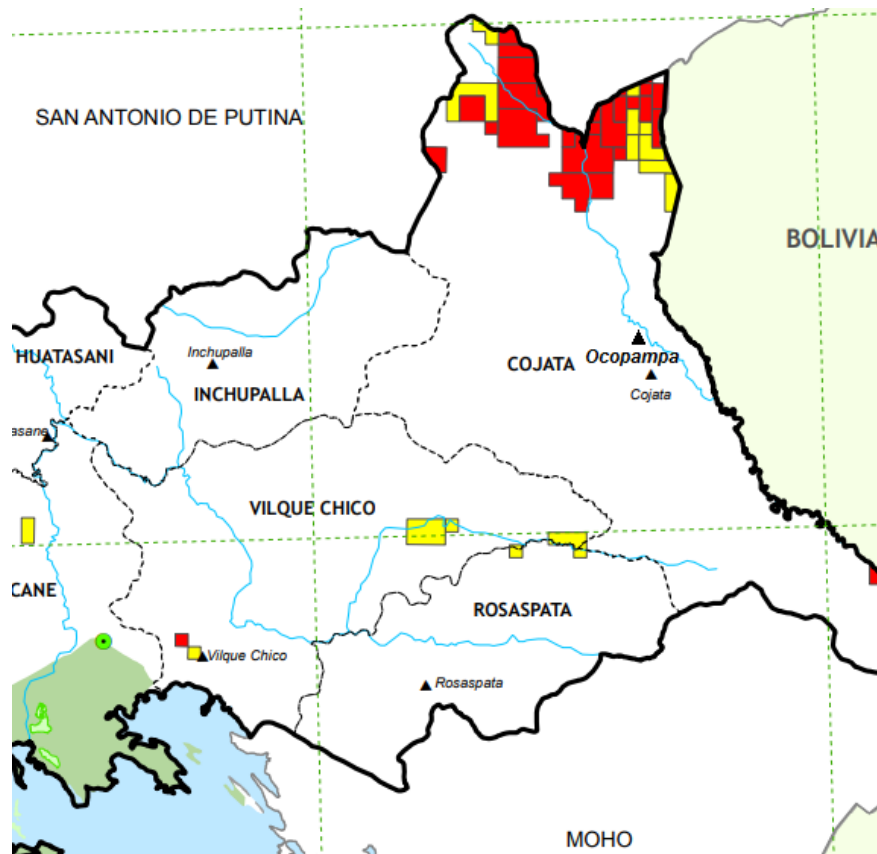 SAN ANTONIO DE PUTINA
BOLIVIA
HUATASANI
Inchupalla
INCHUPALLA
COJATA
Ocopampa
Cojata
asane
VILQUE CHICO
CANE
ROSASPATA
Vilque Chico
Rosaspata
MOHO